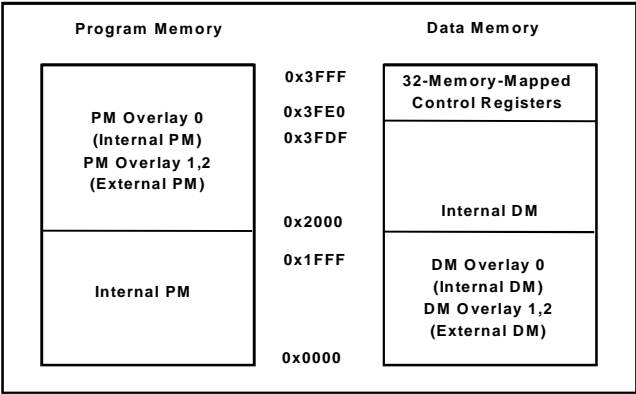 Program Memory
Data Memory
PM Overlay 0
(Internal PM)
PM Overlay 1,2
(External PM)
Internal PM
0x3FFF
0x3FE0
0x3FDF
0x2000
0x1FFF
0x0000
32-Memory-Mapped
Control Registers
Internal DM
DM Overlay 0
(Internal DM)
DM Overlay 1,2
(External DM)